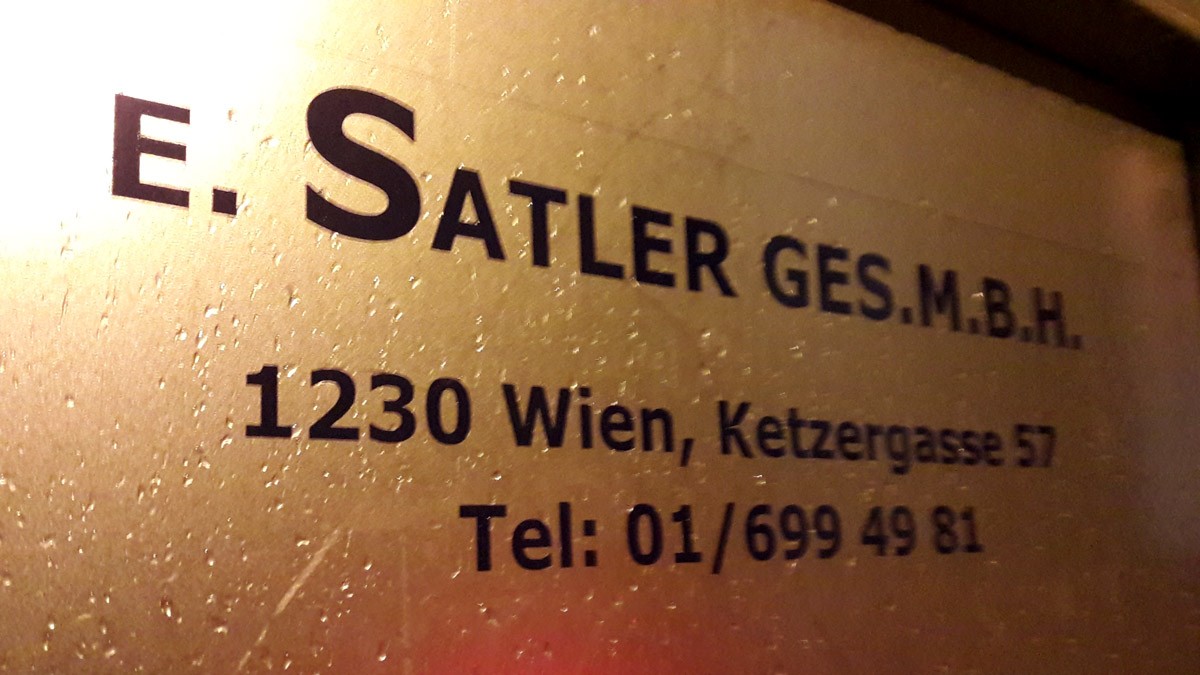 E. SATLER GES.M.B.H.
1230 Wien, Ketzergasse 57
Tel: 01/699 49 81